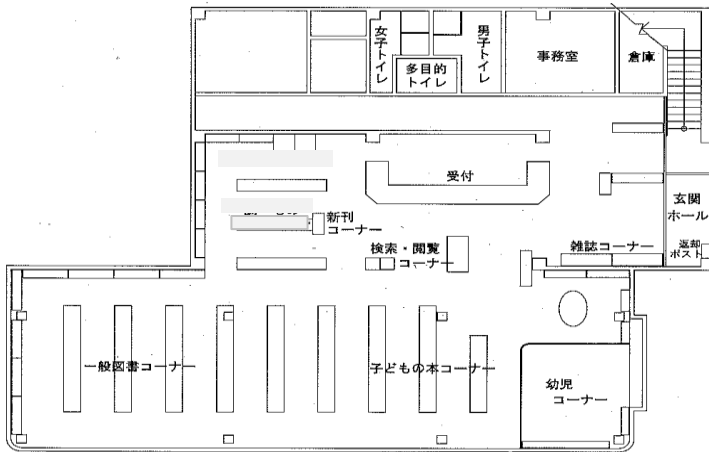 女子トイレ
多目的
トイレ
男子トイレ
事務室
倉庫
受付
玄関
ホール
新刊
コーナー
検索・閲覧
コーナー
雑誌コーナー
返却
ポスト
一般図書コーナー
子どもの本コーナー
幼児
コーナー